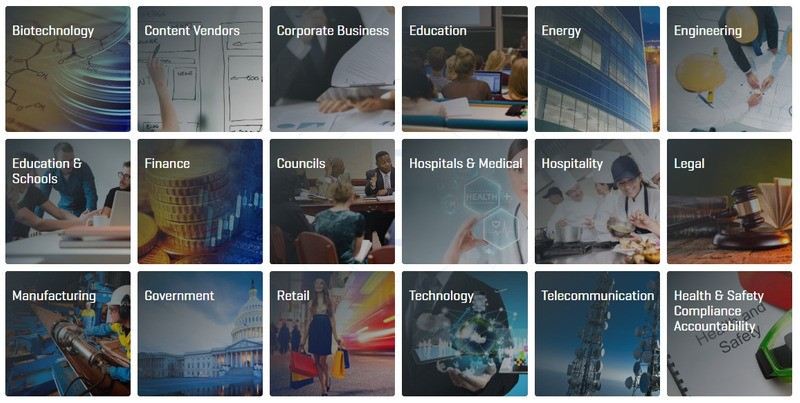 Biotechnology
Content Vendors
Corporate Business
Education
Energy
Engineering
Education &
Schools
Finance
Councils
Hospitals & Medical
HEALTH
Hospitality
Legal
Manufacturing
Government
Retail
Technology
Telecommunication
Health & Safety
Compliance
Accountability
Health and
Safety